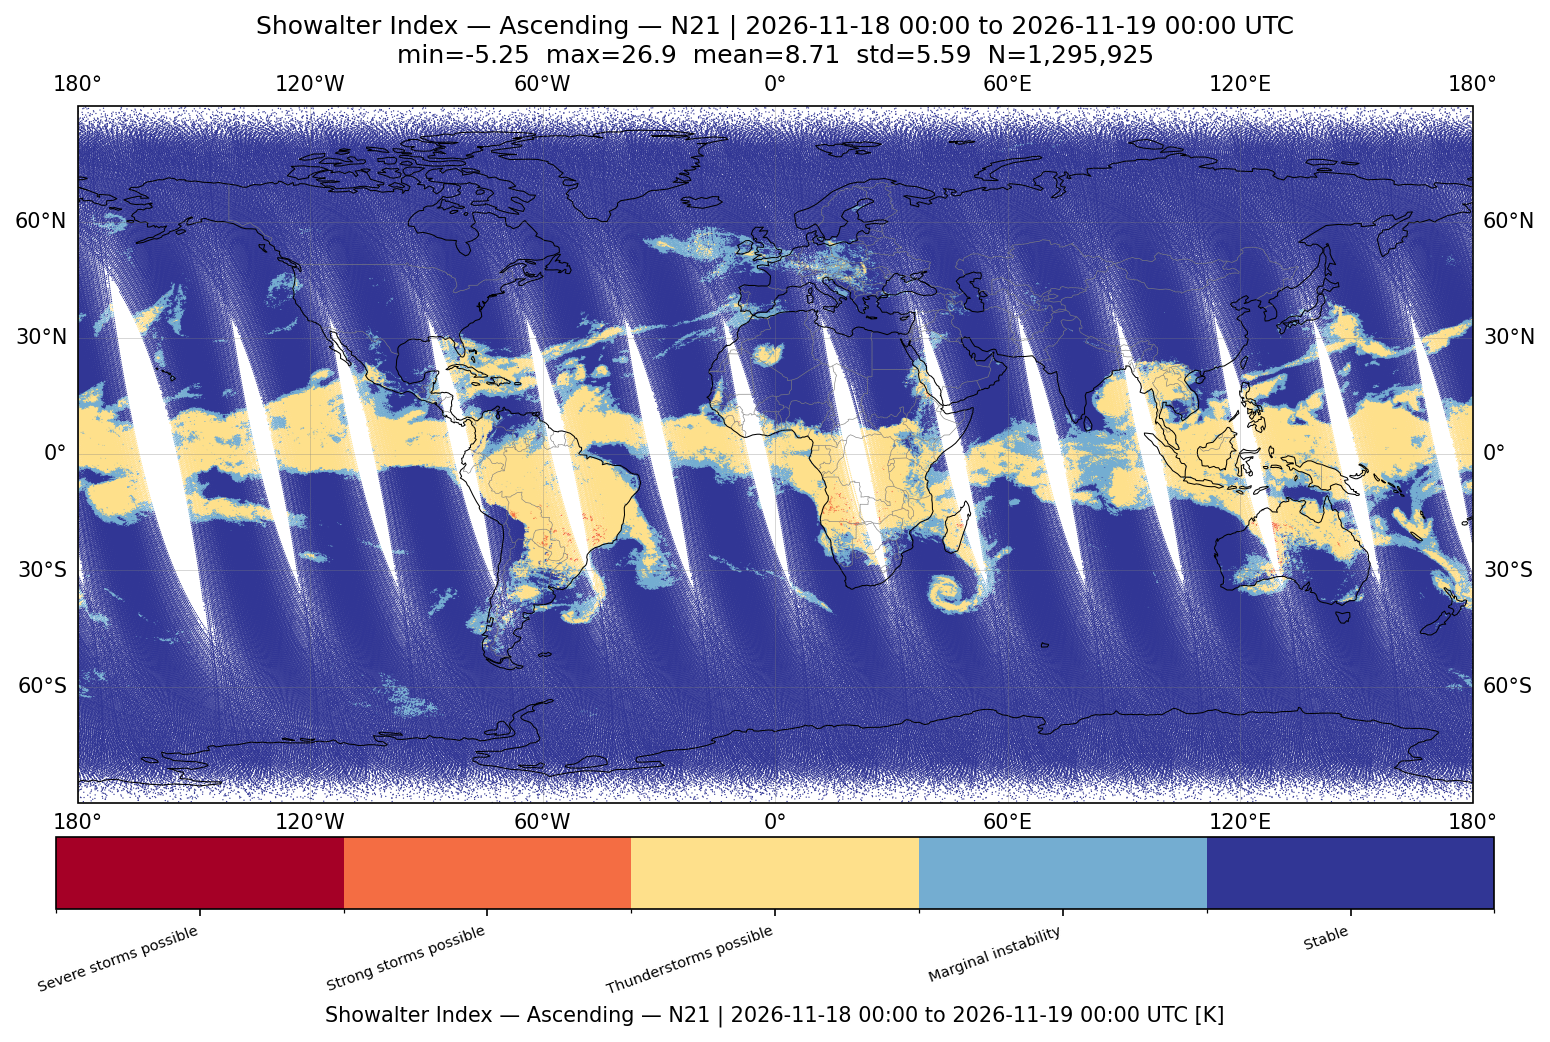 Showalter Index — Ascending — N21 | 2026-11-18 00:00 to 2026-11-19 00:00 UTC
min=-5.25  max=26.9  mean=8.71  std=5.59  N=1,295,925
180° 120°W 60°W 0° 60°E 120°E 180°
60°N 60°N
30°N 30°N
0° 0°
30°S 30°S
60°S 60°S
180° 120°W 60°W 0° 60°E 120°E 180°
Severe storms possible
Strong storms possible
Thunderstorms possible
Marginal instability
Stable
Showalter Index — Ascending — N21 | 2026-11-18 00:00 to 2026-11-19 00:00 UTC [K]